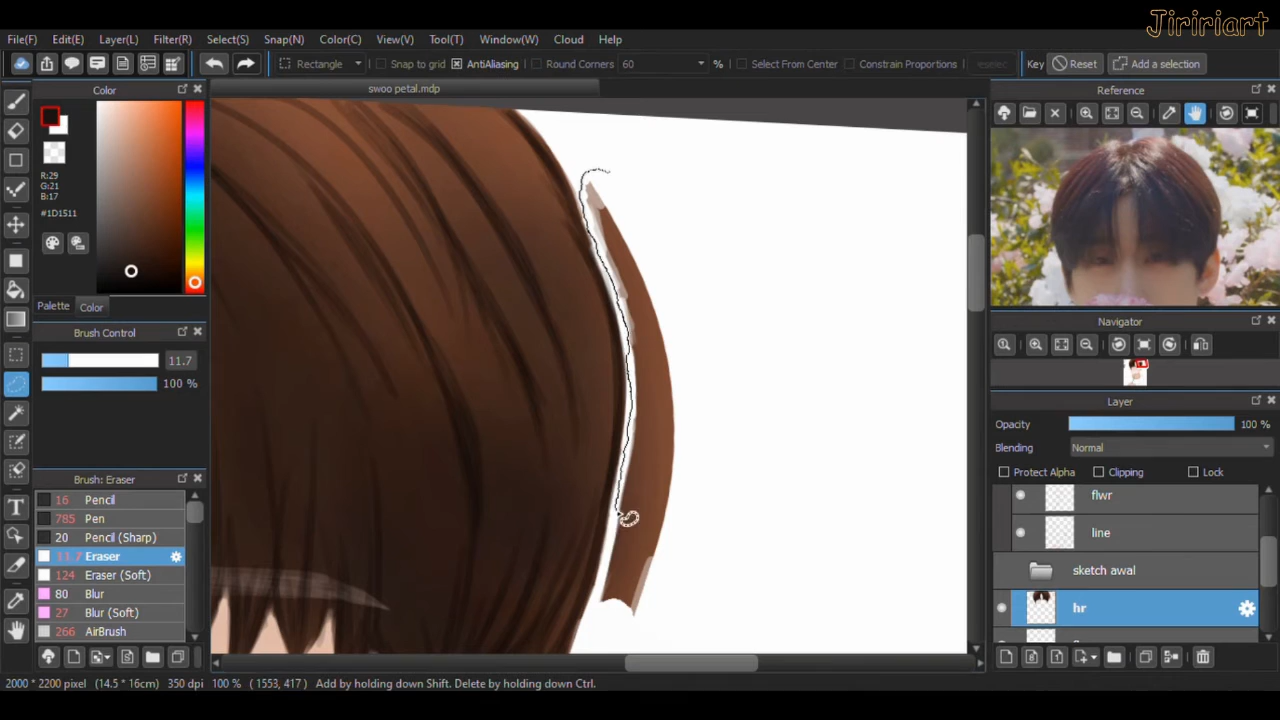 Jiririart
File(F) Edit(E) Layer(L) Filter(R) Select(S) Snap(N) Color(C) View(V) Tool(T) Window(W) Cloud Help
Rectangle Snap to grid AntiAliasing Round Corners 60 % Select From Center Constrain Proportions Key Reset Add a selection
swoo petal.mdp
Color
R:29
G:21
B:17
#1D1511
Palette Color
Brush Control
11.7
100 %
Brush: Eraser
16 Pencil
785 Pen
20 Pencil (Sharp)
11.7 Eraser
124 Eraser (Soft)
80 Blur
27 Blur (Soft)
266 AirBrush
Reference
Navigator
Layer
Opacity 100 %
Blending Normal
Protect Alpha Clipping Lock
flwr
line
sketch awal
hr
2000 * 2200 pixel (14.5 * 16cm) 350 dpi 100 % ( 1553, 417 ) Add by holding down Shift. Delete by holding down Ctrl.